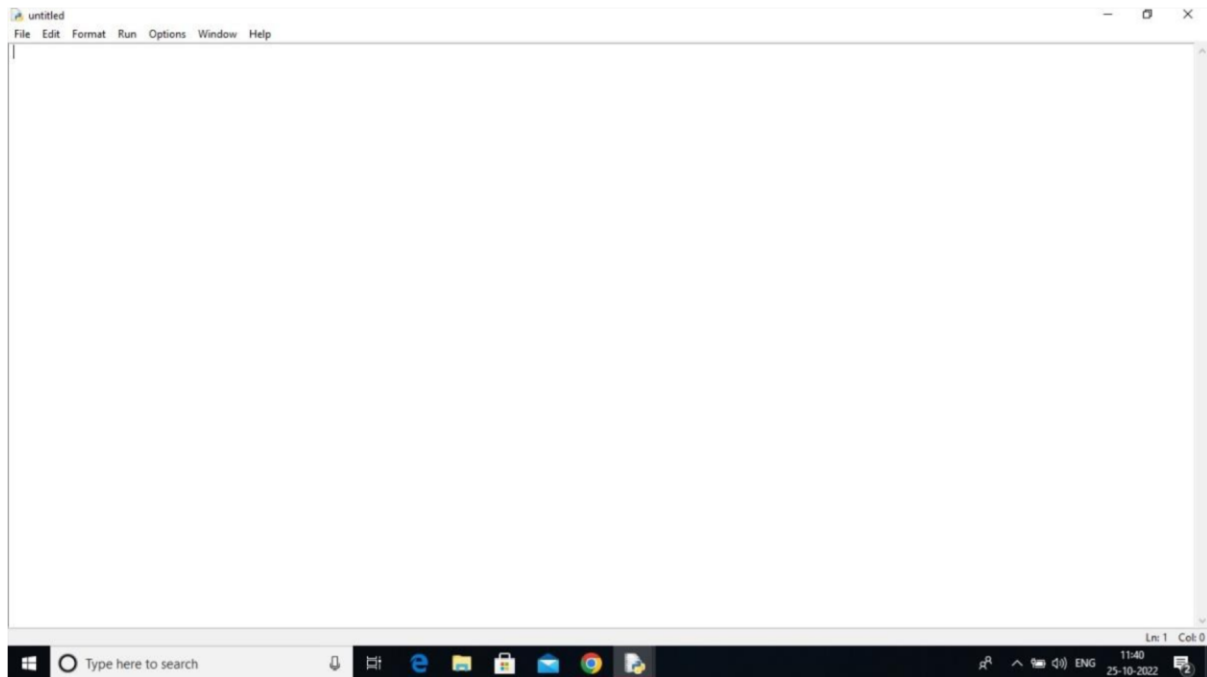 untitled
File Edit Format Run Options Window Help
Ln: 1 Col: 0
Type here to search
ENG
11:40
25-10-2022
2